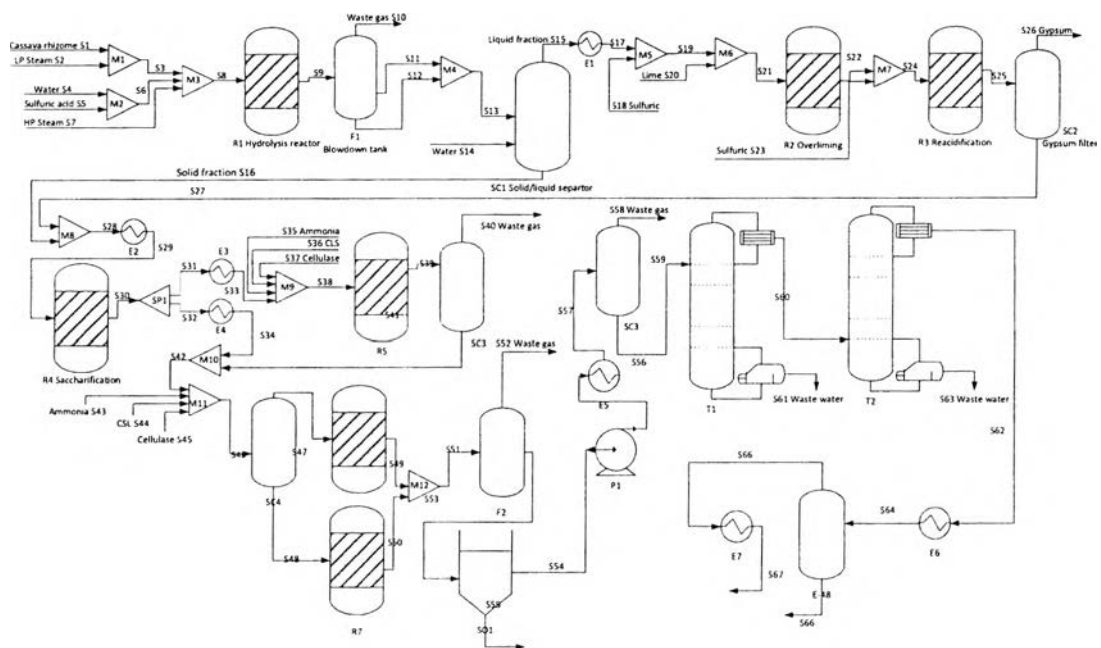 Cassava rhizome S1
LP Steam S2
M1
S3
Water S4
Sulfuric acid S5
M2
S6
HP Steam S7
M3
S8
R1 Hydrolysis reactor
S9
Waste gas S10
F1
Blowdown tank
S11
S12
M4
S13
Water S14
Liquid fraction S15
SC1 Solid/liquid separtor
Solid fraction S16
E1
S17
S18 Sulfuric
M5
S19
Lime S20
M6
S21
R2 Overliming
S22
Sulfuric S23
M7
S24
R3 Reacidification
S25
S26 Gypsum
SC2
Gypsum filter
S27
M8
S28
E2
S29
R4 Saccharification
S30
SP1
S31
S32
E3
S33
E4
S34
S35 Ammonia
S36 CLS
S37 Cellulase
M9
S38
R5
S39
S41
S40 Waste gas
SC3
M10
S42
Ammonia S43
CSL S44
Cellulase S45
M11
S46
SC4
S47
S48
S49
R7
S50
M12
S53
S51
S52 Waste gas
F2
S54
S55
SO1
P1
E5
S57
S58 Waste gas
SC3
S56
S59
T1
S60
S61 Waste water
T2
S63 Waste water
S62
E6
S64
E-48
S66
S66
E7
S67